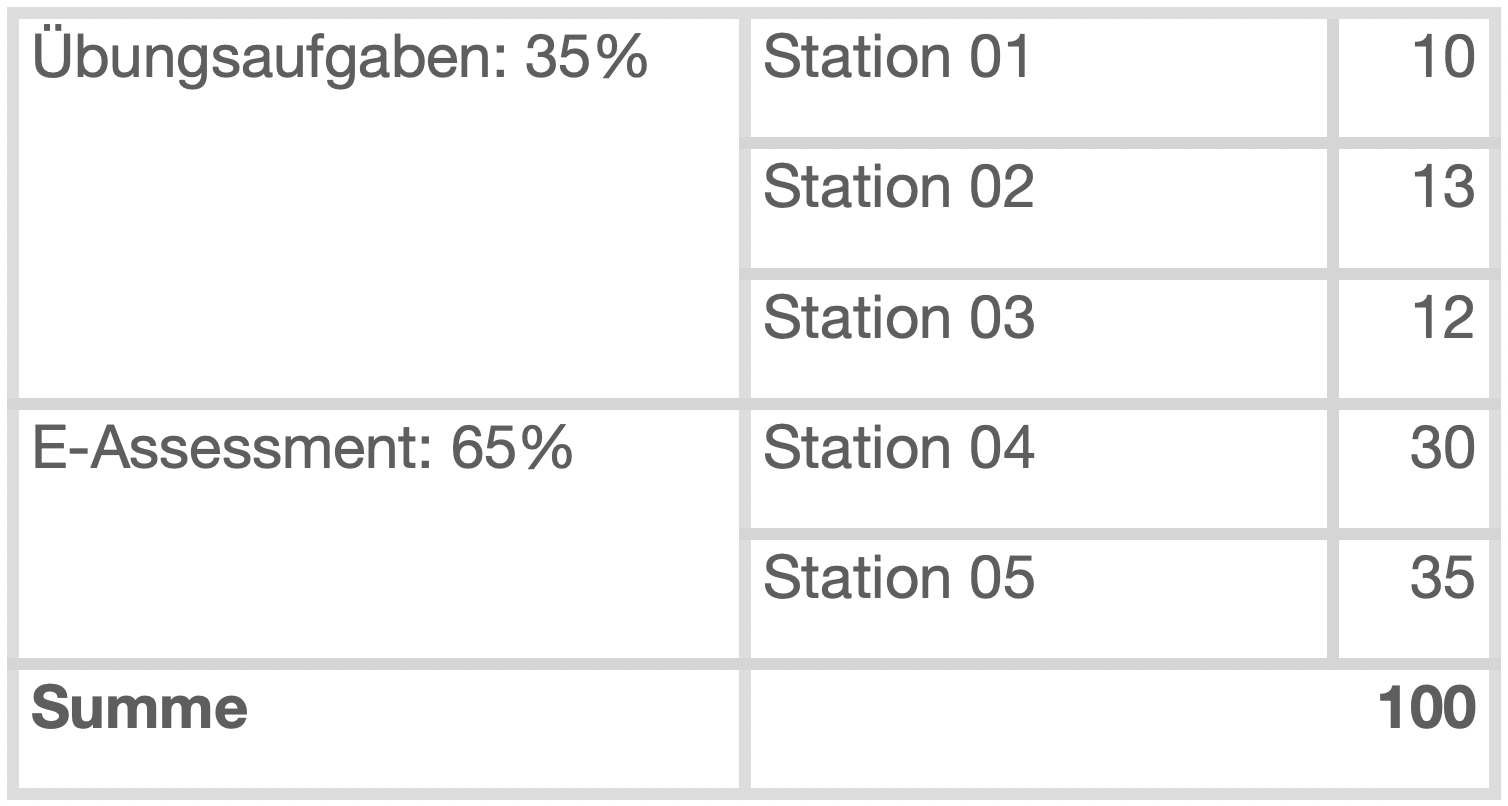 Übungsaufgaben: 35% Station 01 10
Station 02 13
Station 03 12
E-Assessment: 65% Station 04 30
Station 05 35
Summe 100